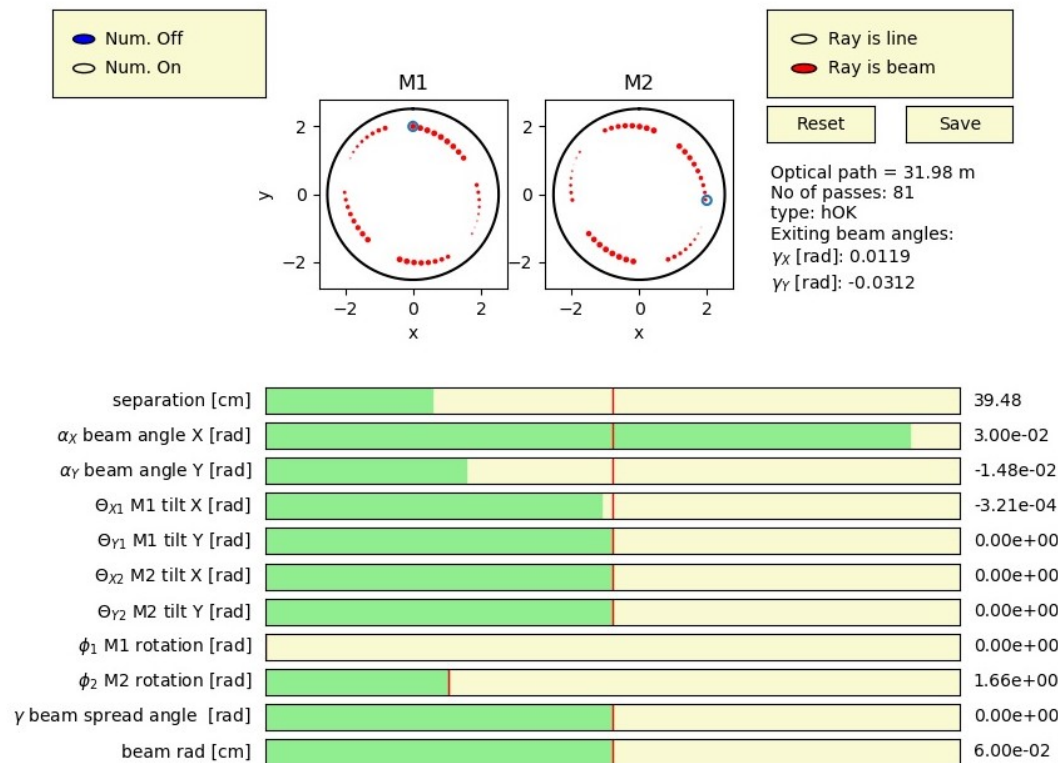 Num. Off
Num. On
M1
M2
Ray is line
Ray is beam
Reset
Save
Optical path = 31.98 m
No of passes: 81
type: hOK
Exiting beam angles:
γX [rad]: 0.0119
γY [rad]: -0.0312
y
2
0
−2
2
0
−2
−2 0 2
−2 0 2
x
x
separation [cm] 39.48
αX beam angle X [rad] 3.00e-02
αY beam angle Y [rad] -1.48e-02
ΘX1 M1 tilt X [rad] -3.21e-04
ΘY1 M1 tilt Y [rad] 0.00e+00
ΘX2 M2 tilt X [rad] 0.00e+00
ΘY2 M2 tilt Y [rad] 0.00e+00
ϕ1 M1 rotation [rad] 0.00e+00
ϕ2 M2 rotation [rad] 1.66e+00
γ beam spread angle [rad] 0.00e+00
beam rad [cm] 6.00e-02